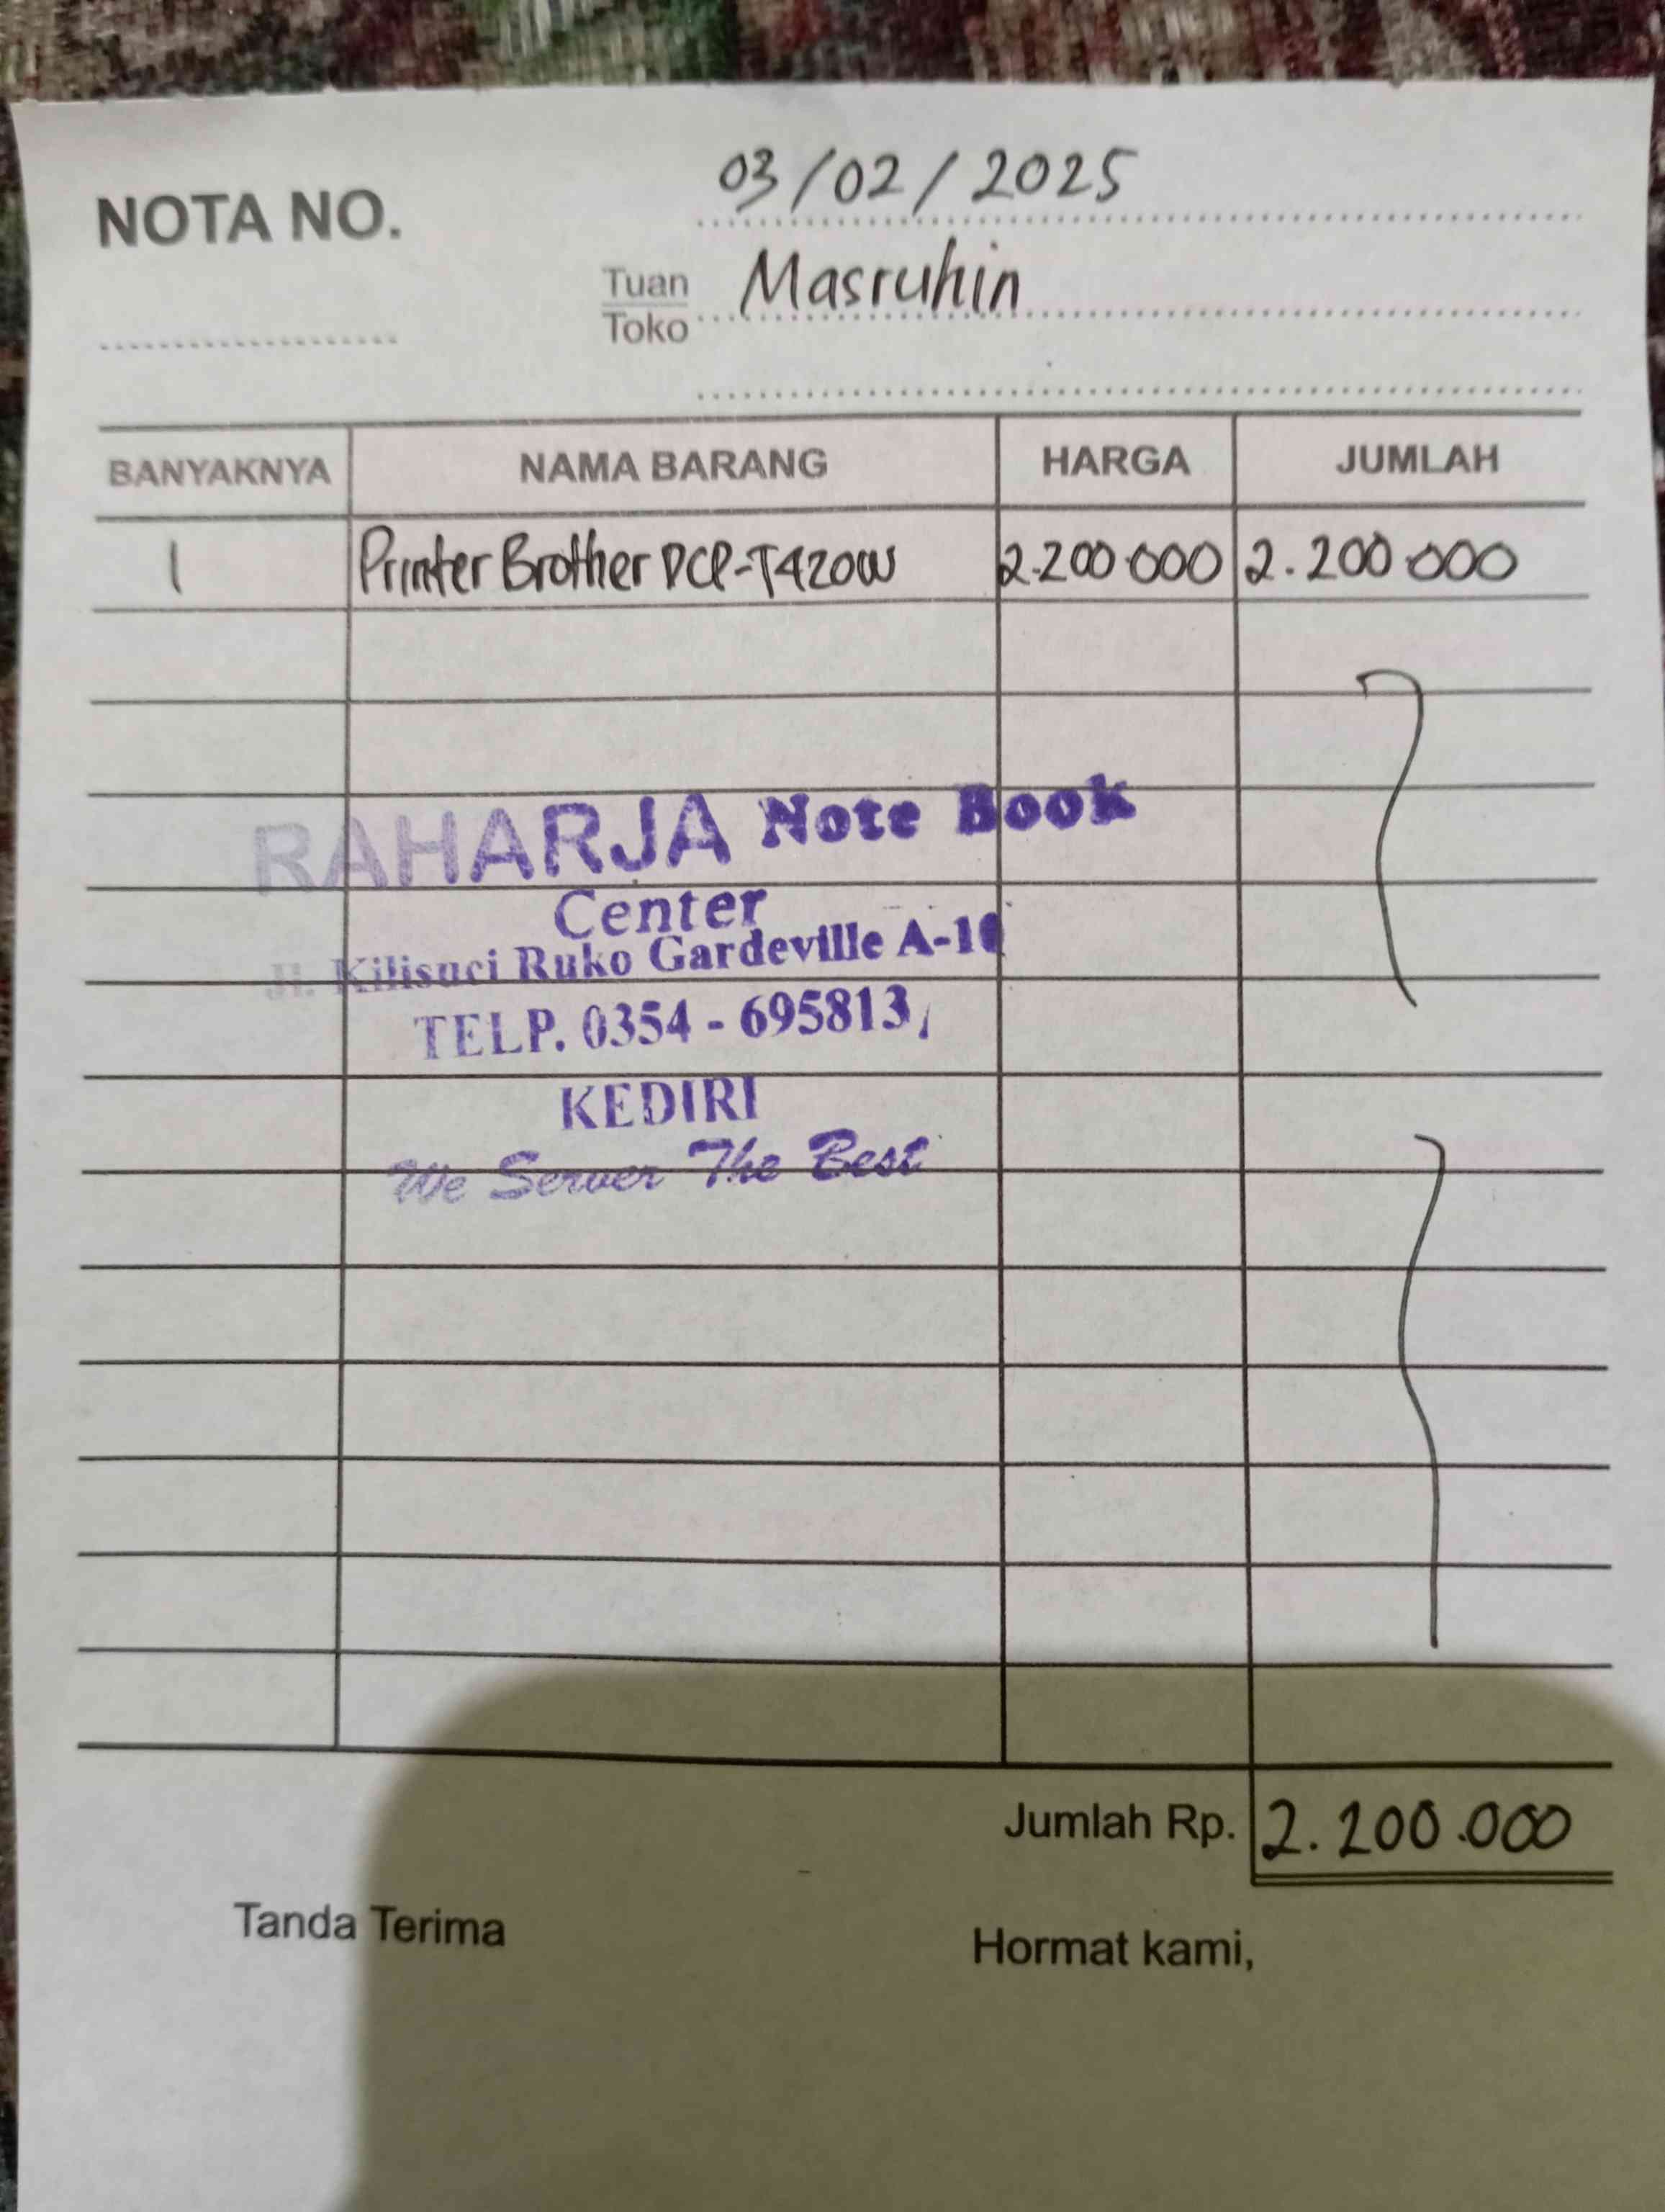 03/02/2025
NOTA NO.
Tuan Masruhin
Toko
BANYAKNYA NAMA BARANG HARGA JUMLAH
1 Printer Brother DCP-T420W 2.200.000 2.200.000
RAHARJA Note Book
Center
Jl. Kilisuci Ruko Gardeville A-10
TELP. 0354 - 695813,
KEDIRI
We Server The Best
Jumlah Rp. 2.200.000
Tanda Terima Hormat kami,